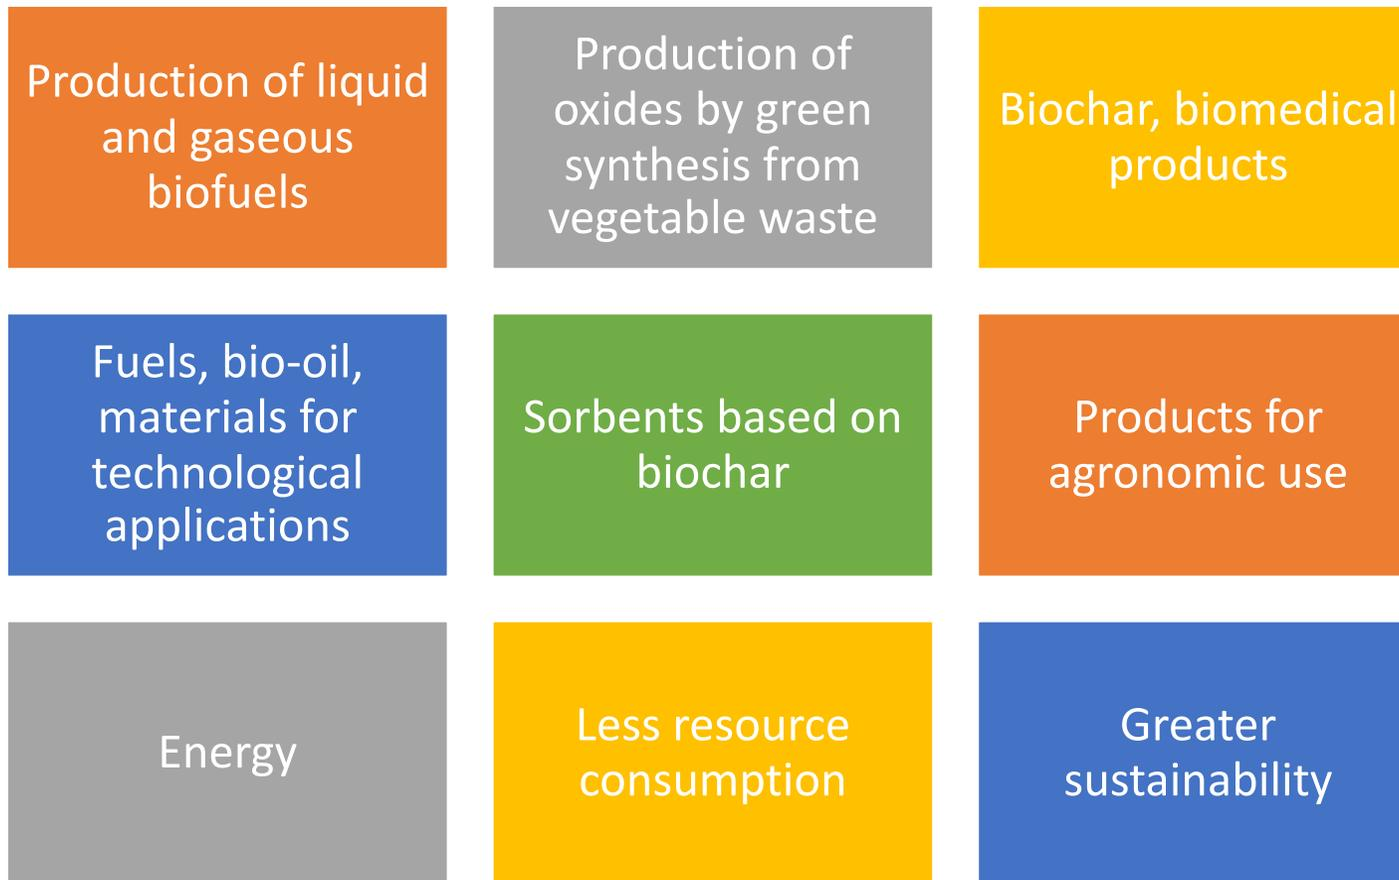 Production of liquid
and gaseous
biofuels
Production of
oxides by green
synthesis from
vegetable waste
Biochar, biomedical
products
Fuels, bio-oil,
materials for
technological
applications
Sorbents based on
biochar
Products for
agronomic use
Energy
Less resource
consumption
Greater
sustainability